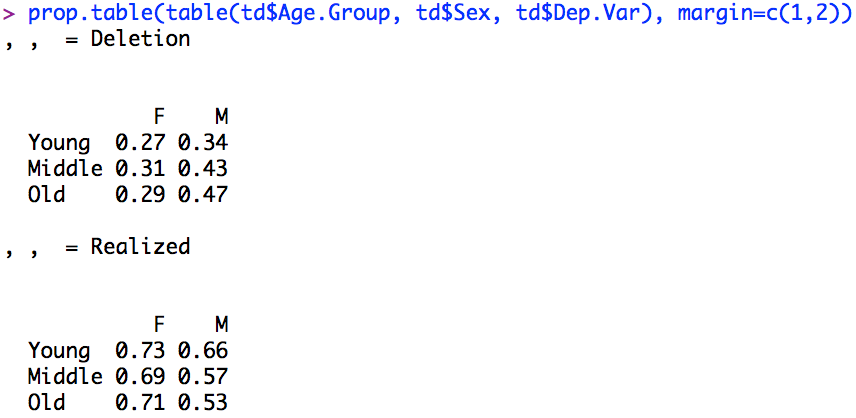 > prop.table(table(td$Age.Group, td$Sex, td$Dep.Var), margin=c(1,2))
, ,  = Deletion
F M
Young 0.27 0.34
Middle 0.31 0.43
Old 0.29 0.47
, ,  = Realized
F M
Young 0.73 0.66
Middle 0.69 0.57
Old 0.71 0.53